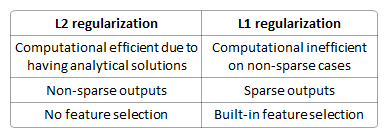 L2 regularization
L1 regularization
Computational efficient due to
having analytical solutions
Computational inefficient
on non-sparse cases
Non-sparse outputs
Sparse outputs
No feature selection
Built-in feature selection